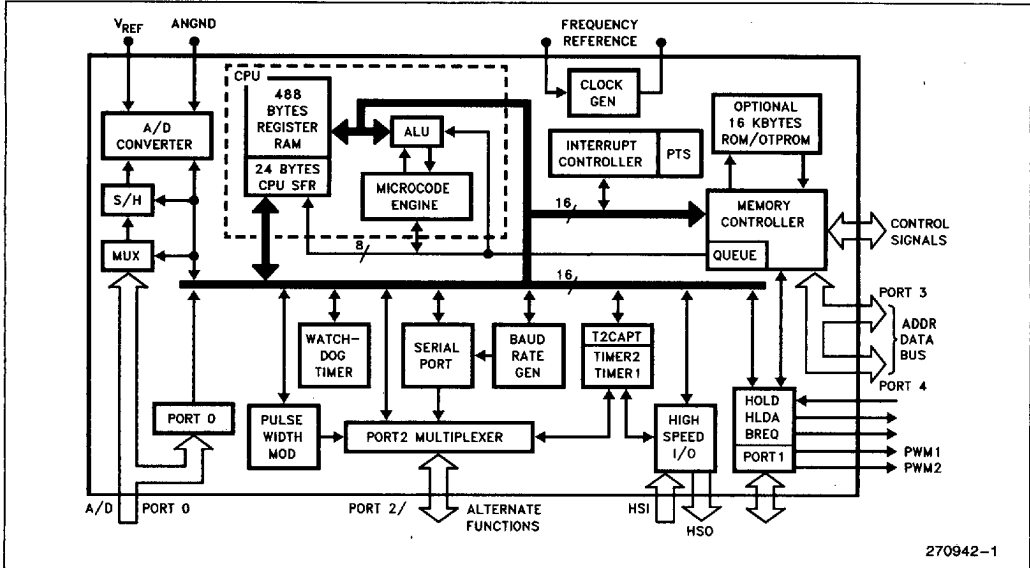 VREF
ANGND
FREQUENCY
REFERENCE
CPU
488
BYTES
REGISTER
RAM
24 BYTES
CPU SFR
ALU
MICROCODE
ENGINE
CLOCK
GEN
INTERRUPT
CONTROLLER
PTS
OPTIONAL
16 KBYTES
ROM/OTPROM
A/D
CONVERTER
S/H
MUX
MEMORY
CONTROLLER
QUEUE
CONTROL
SIGNALS
16/
8/
16/
PORT 3
ADDR
DATA
BUS
PORT 4
WATCH-
DOG
TIMER
SERIAL
PORT
BAUD
RATE
GEN
T2CAPT
TIMER2
TIMER1
PORT 0
PULSE
WIDTH
MOD
PORT2 MULTIPLEXER
HIGH
SPEED
I/O
HOLD
HLDA
BREQ
PORT1
PWM1
PWM2
A/D
PORT 0
PORT 2/
ALTERNATE
FUNCTIONS
HSI
HSO
270942-1